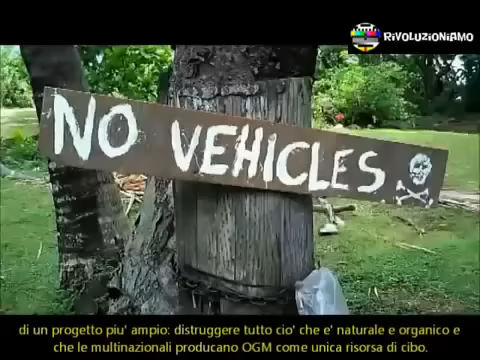 RiVOLUZiONiAMO
NO VEHICLES
di un progetto piu' ampio: distruggere tutto cio' che e' naturale e organico e
che le multinazionali producano OGM come unica risorsa di cibo.